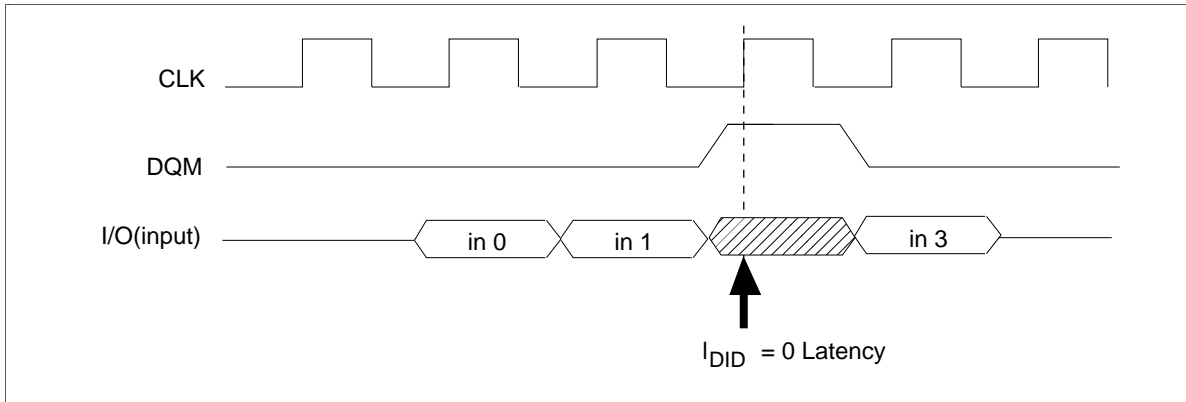 CLK
DQM
I/O(input)
in 0
in 1
in 3
IDID = 0 Latency